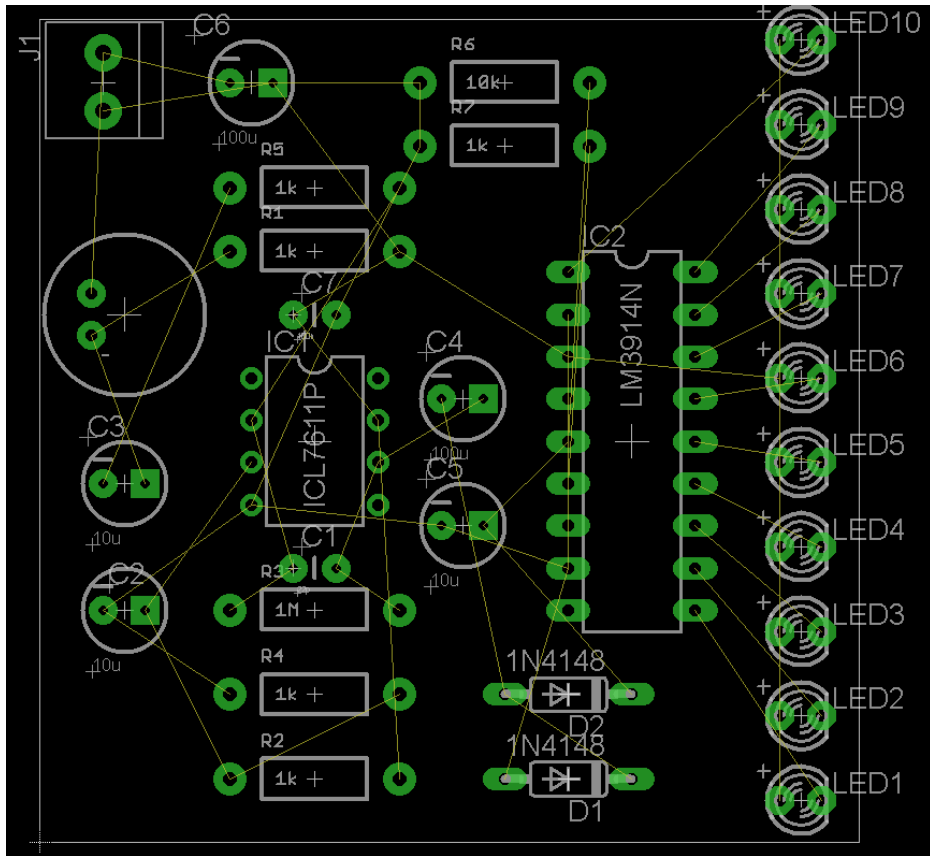 J1
C6
100u
R6
10k
R7
1k
R5
1k
R1
1k
C7
IC1
ICL7611P
C4
100u
C5
10u
IC2
LM3914N
C3
10u
C2
10u
C1
R3
1M
R4
1k
R2
1k
1N4148
D2
1N4148
D1
LED10
LED9
LED8
LED7
LED6
LED5
LED4
LED3
LED2
LED1
+
+
+
+
+
+
+
+
+
+
-